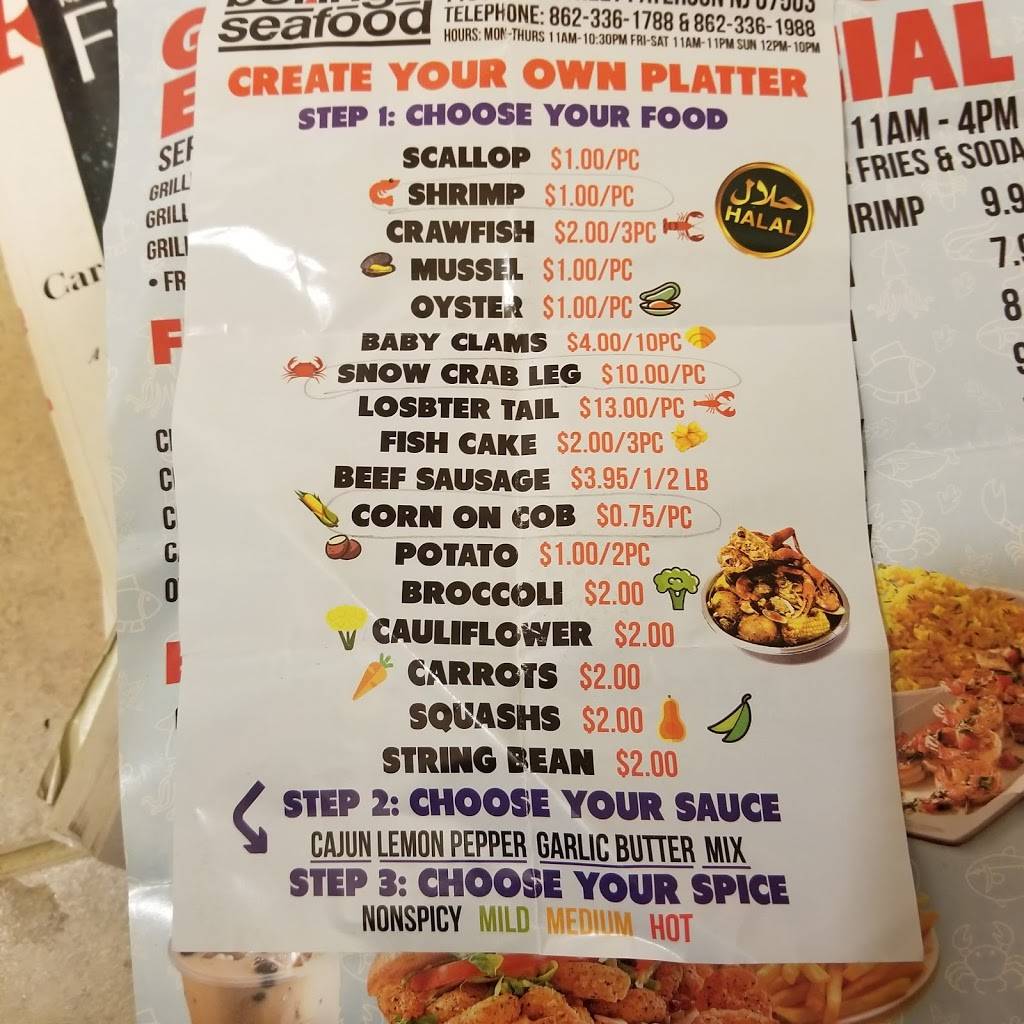 seafood
TELEPHONE: 862-336-1788 & 862-336-1988
HOURS: MON-THURS 11AM-10:30PM FRI-SAT 11AM-11PM SUN 12PM-10PM
CREATE YOUR OWN PLATTER
STEP 1: CHOOSE YOUR FOOD
SCALLOP $1.00/PC
SHRIMP $1.00/PC
CRAWFISH $2.00/3PC
MUSSEL $1.00/PC
OYSTER $1.00/PC
BABY CLAMS $4.00/10PC
SNOW CRAB LEG $10.00/PC
LOSBTER TAIL $13.00/PC
FISH CAKE $2.00/3PC
BEEF SAUSAGE $3.95/1/2 LB
CORN ON COB $0.75/PC
POTATO $1.00/2PC
BROCCOLI $2.00
CAULIFLOWER $2.00
CARROTS $2.00
SQUASHS $2.00
STRING BEAN $2.00
STEP 2: CHOOSE YOUR SAUCE
CAJUN LEMON PEPPER GARLIC BUTTER MIX
STEP 3: CHOOSE YOUR SPICE
NONSPICY MILD MEDIUM HOT
حلال
HALAL
11AM - 4PM
FRIES & SODA